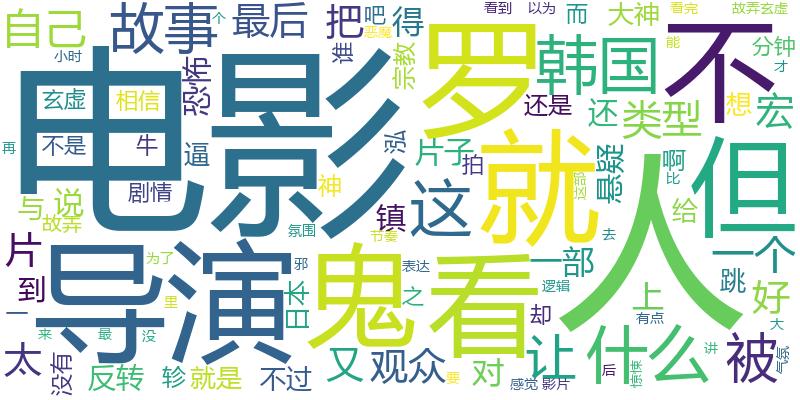 自己
故事
个
最后
把
吧
恶魔
得
看到
以为
而
大神
看完
故弄玄虚
小时
恐怖
谁
宗教
罗
韩国
不
能
分钟
才
玄虚
相信
电影
还是
还
类型
想
宏
再
不是
牛
逼
泓
片子
拍
悬疑
啊
比
但
剧情
神
就
这部
人
与
说
故弄
镇
这
给
片
氛围
节奏
去
一个
到
导演
为了
邪
鬼
表达
看
一部
跳
里
日本
之
逻辑
上
好
一
却
有点
大
来
最
没
太
没有
反转
轸
就是
不过
又
观众
要
对
让
感觉
影片
什么
后
惊悚
讲
被
气氛